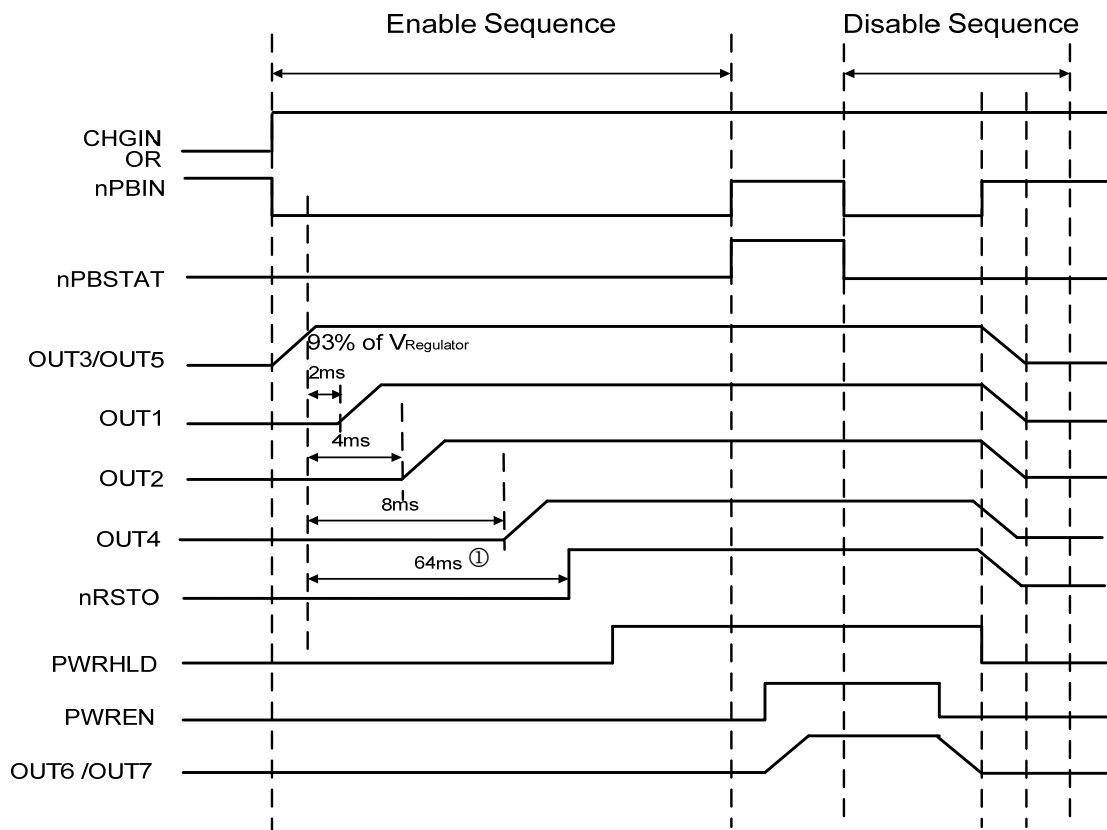 Enable Sequence
Disable Sequence
CHGIN
OR
nPBIN
nPBSTAT
OUT3/OUT5
93% of VRegulator
2ms
OUT1
4ms
OUT2
8ms
OUT4
64ms ①
nRSTO
PWRHLD
PWREN
OUT6 /OUT7